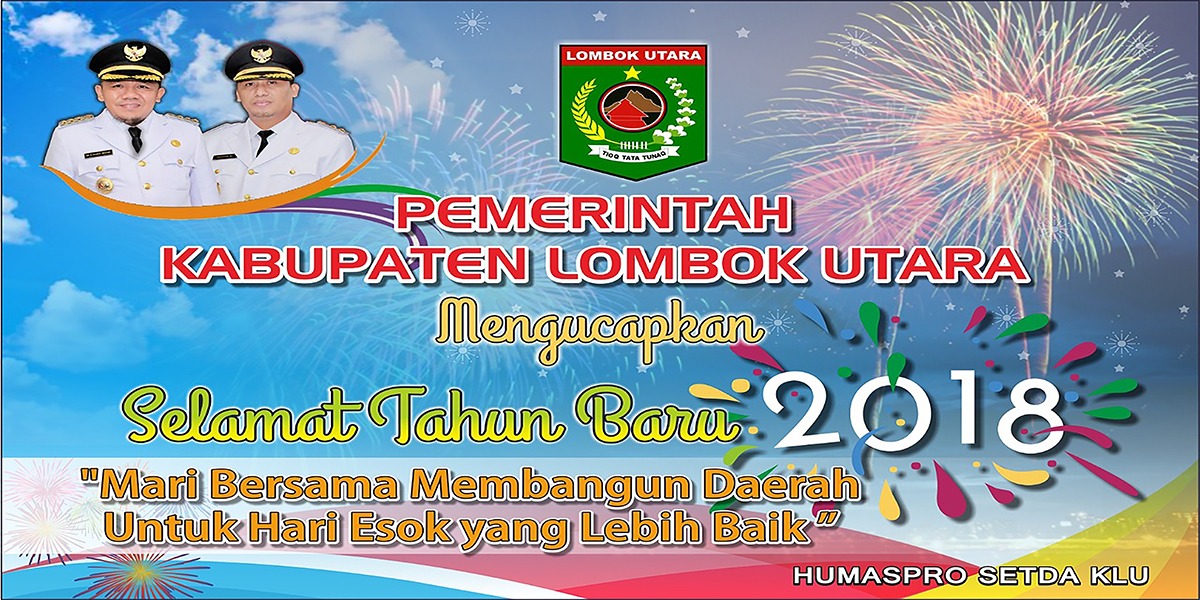 LOMBOK UTARA
TIOQ TATA TUNAQ
PEMERINTAH
KABUPATEN LOMBOK UTARA
Mengucapkan
Selamat Tahun Baru 2018
"Mari Bersama Membangun Daerah
Untuk Hari Esok yang Lebih Baik ”
HUMASPRO SETDA KLU